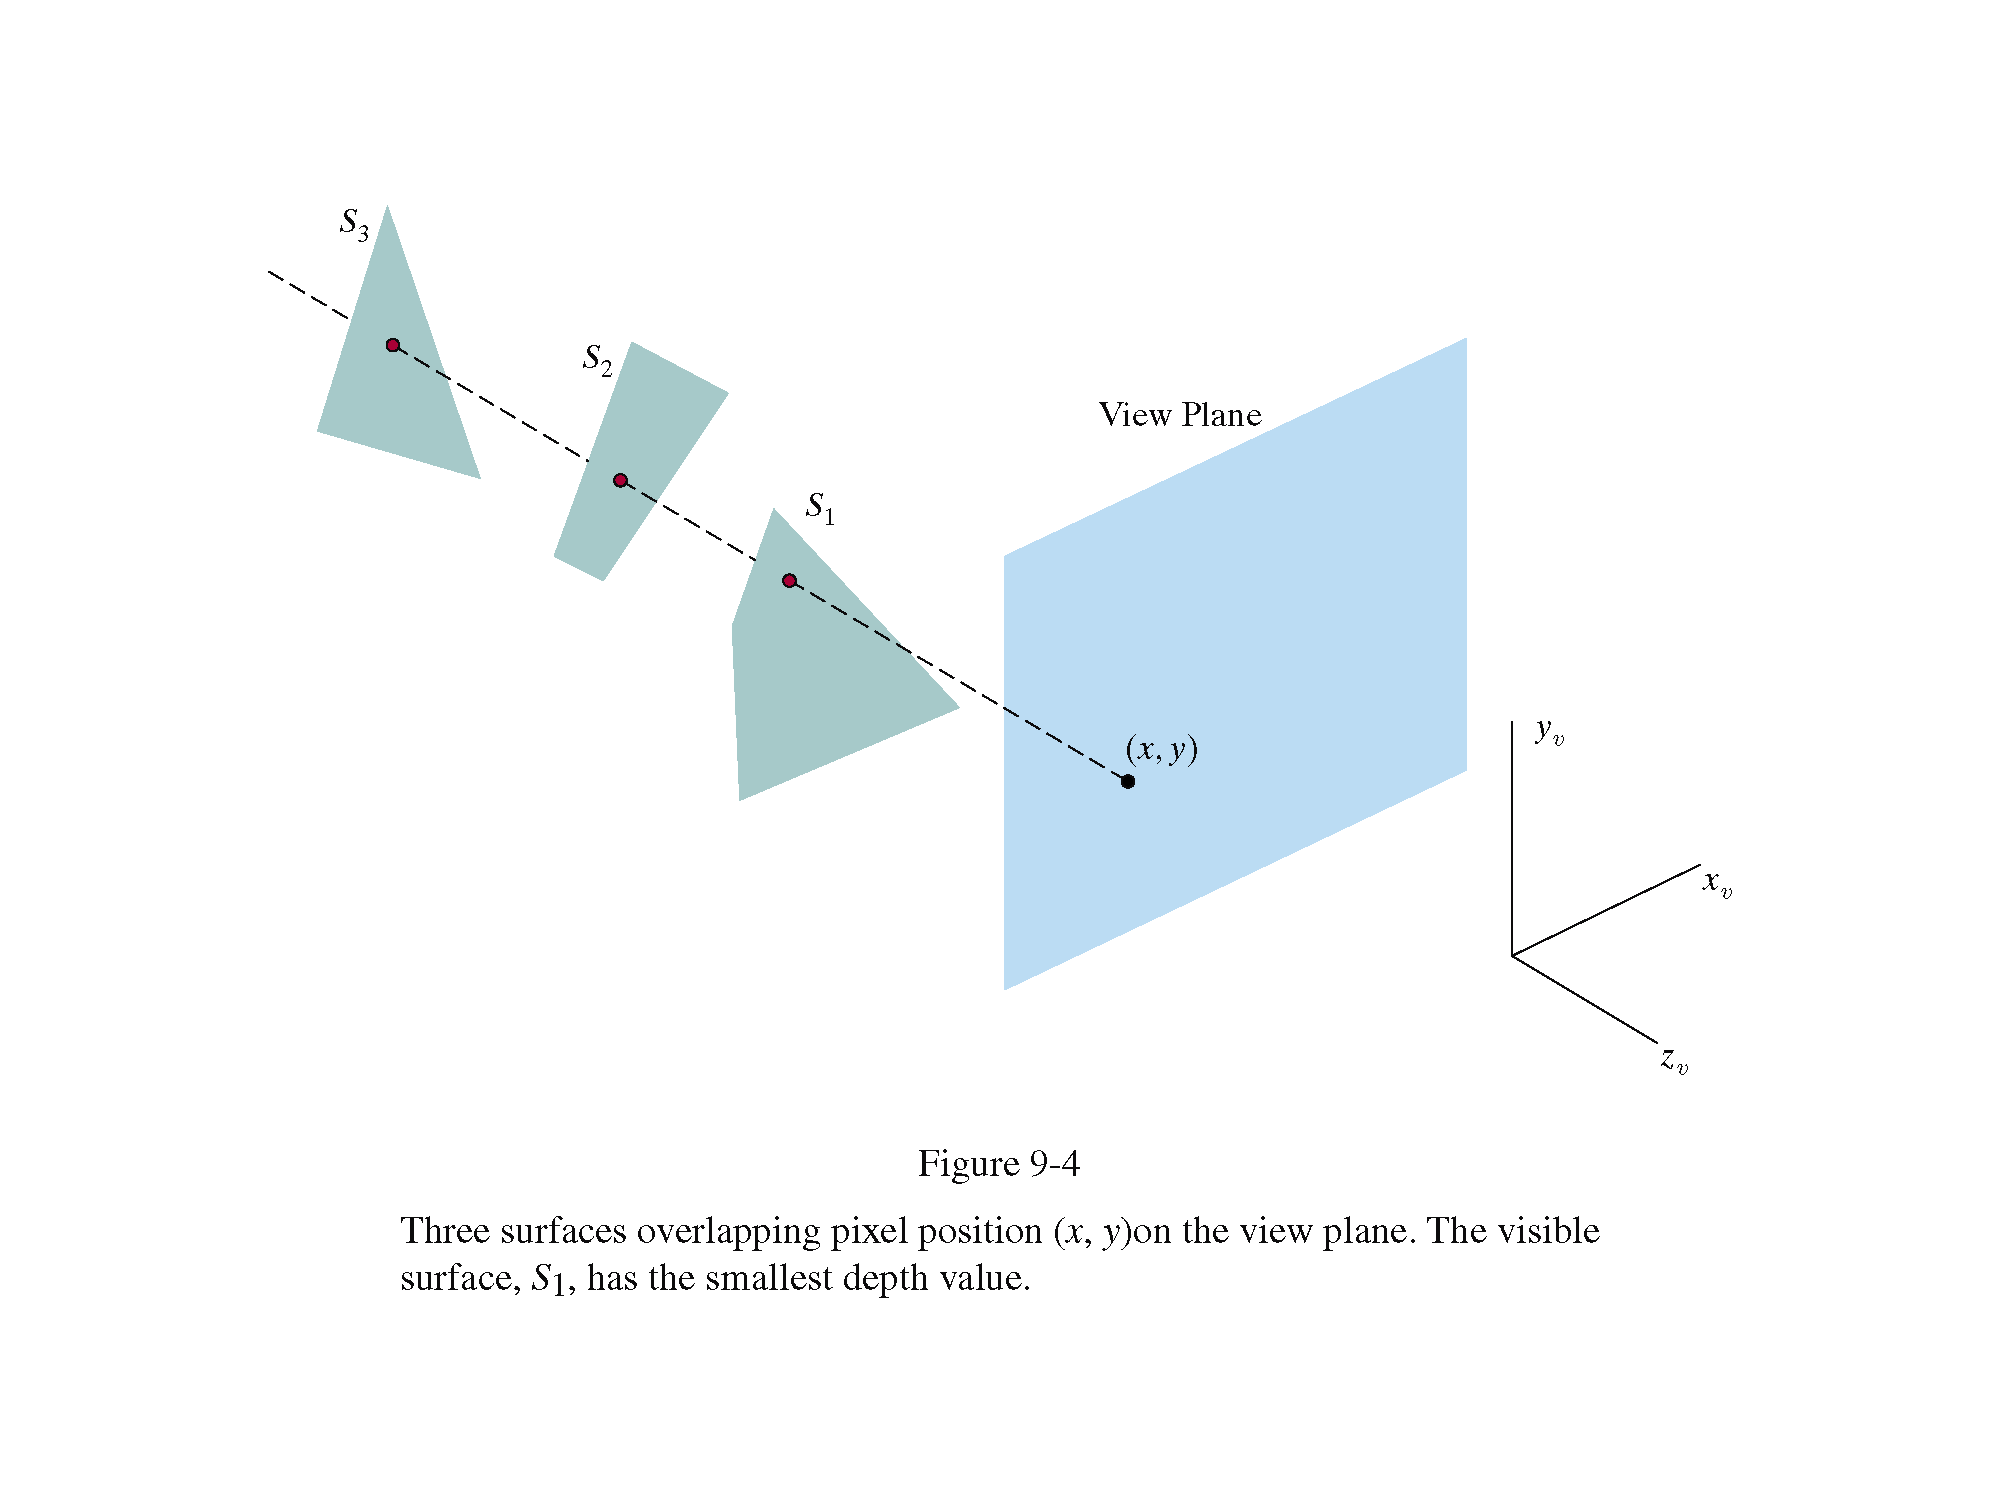 S3
S2
View Plane
S1
(x, y)
yv
xv
zv
Figure 9-4
Three surfaces overlapping pixel position (x, y)on the view plane. The visible
surface, S1, has the smallest depth value.